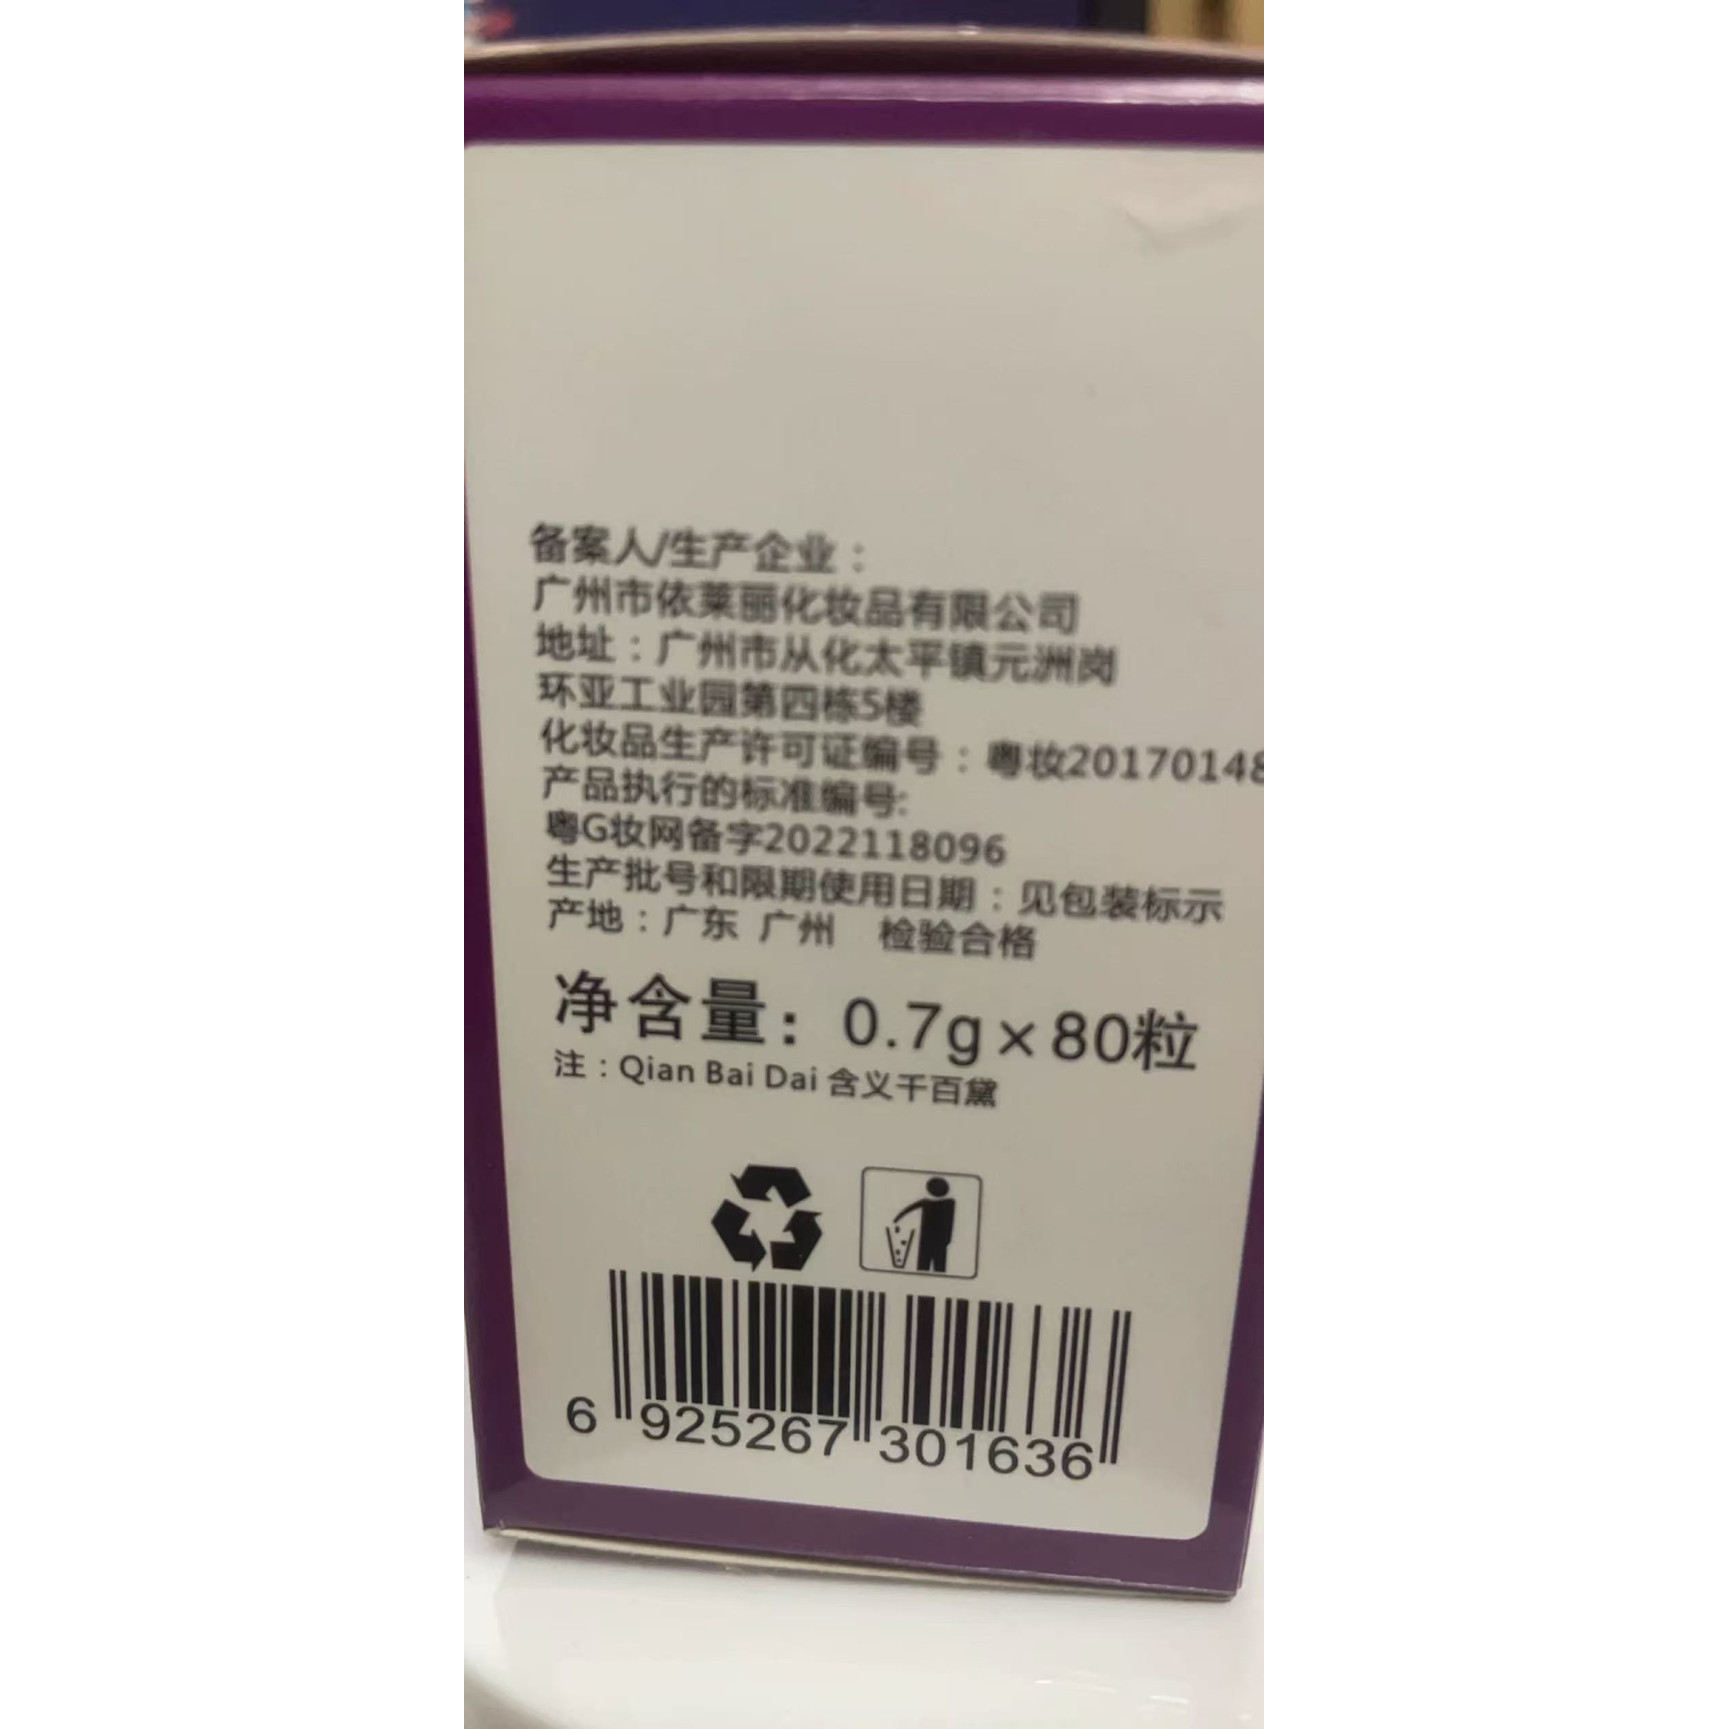 备案人/生产企业：
广州市依莱丽化妆品有限公司
地址：广州市从化太平镇元洲岗
环亚工业园第四栋5楼
化妆品生产许可证编号：粤妆20170148
产品执行的标准编号:
粤G妆网备字2022118096
生产批号和限期使用日期：见包装标示
产地：广东 广州 检验合格
净含量：0.7g×80粒
注：Qian Bai Dai 含义千百黛
6 925267 301636